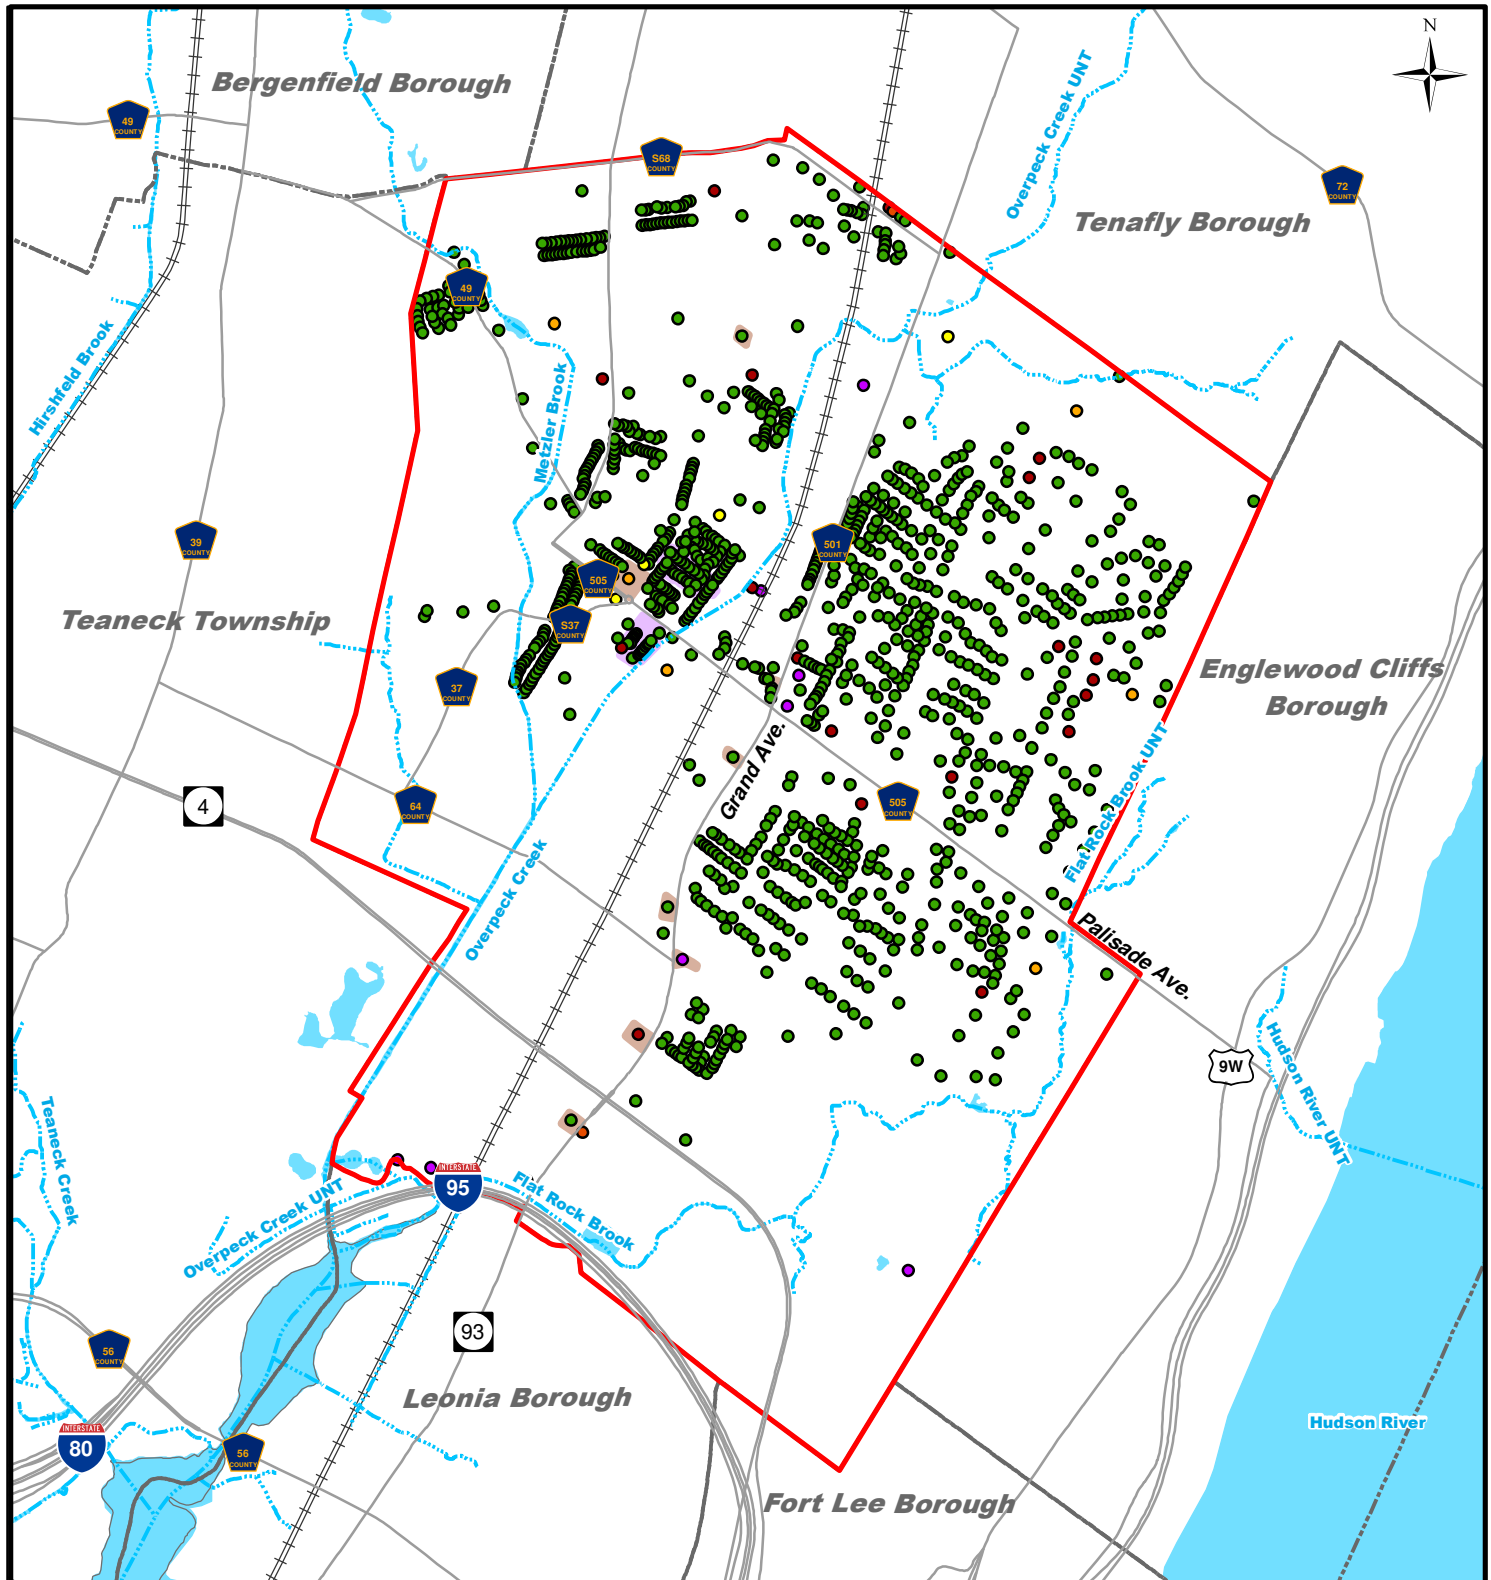 N
Bergenfield Borough
49
COUNTY
Overpeck Creek UNT
S68
COUNTY
72
COUNTY
Tenafly Borough
49
COUNTY
Hirshfeld Brook
Metzler Brook
39
COUNTY
501
COUNTY
505
COUNTY
Teaneck Township
S37
COUNTY
37
COUNTY
Englewood Cliffs
Borough
Grand Ave.
Flat Rock Brook UNT
4
64
COUNTY
505
COUNTY
Overpeck Creek
Palisade Ave.
9W
Hudson River UNT
Teaneck Creek
INTERSTATE
95
Overpeck Creek UNT
Flat Rock Brook
93
56
COUNTY
Leonia Borough
Hudson River
INTERSTATE
80
56
COUNTY
Fort Lee Borough